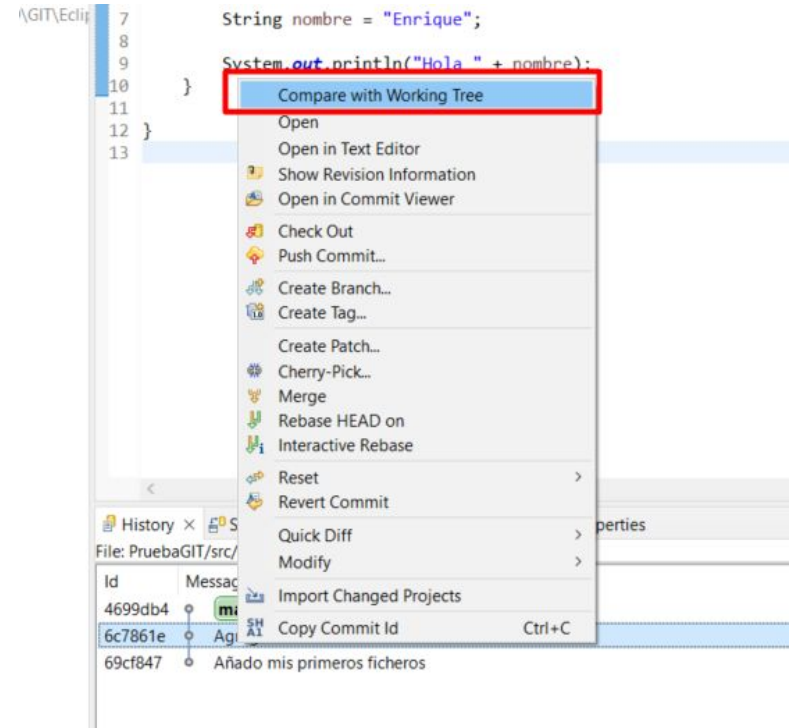 \GIT\Eclip
7 String nombre = "Enrique";
8
9 System.out.println("Hola " + nombre);
10 }
11
12 }
13
Compare with Working Tree
Open
Open in Text Editor
Show Revision Information
Open in Commit Viewer
Check Out
Push Commit...
Create Branch...
Create Tag...
Create Patch...
Cherry-Pick...
Merge
Rebase HEAD on
Interactive Rebase
Reset
Revert Commit
Quick Diff
Modify
Import Changed Projects
Copy Commit Id Ctrl+C
History × S perties
File: PruebaGIT/src/
Id Messag
4699db4 ma
6c7861e Ag
69cf847 Añado mis primeros ficheros